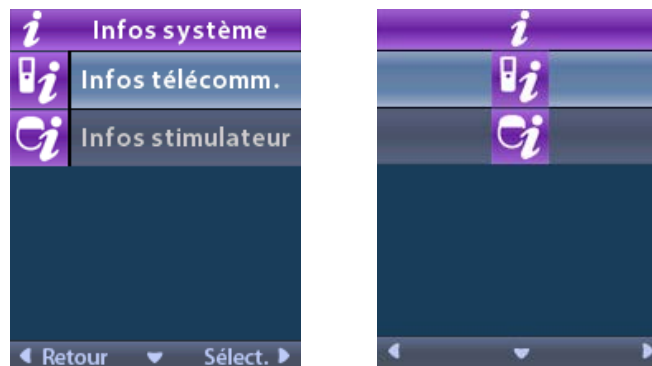 Infos système
Infos télécomm.
Infos stimulateur
Retour
Sélect.